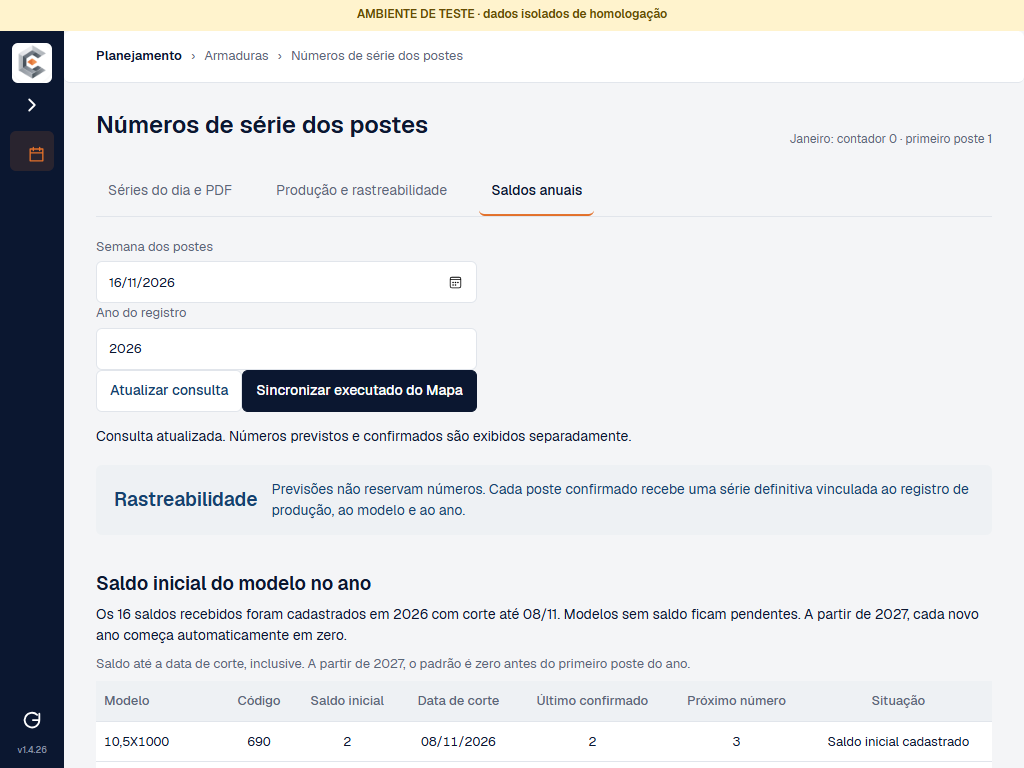 AMBIENTE DE TESTE · dados isolados de homologação
Planejamento › Armaduras › Números de série dos postes
Números de série dos postes
Janeiro: contador 0 · primeiro poste 1
Séries do dia e PDF Produção e rastreabilidade Saldos anuais
Semana dos postes
16/11/2026
Ano do registro
2026
Atualizar consulta Sincronizar executado do Mapa
Consulta atualizada. Números previstos e confirmados são exibidos separadamente.
Rastreabilidade
Previsões não reservam números. Cada poste confirmado recebe uma série definitiva vinculada ao registro de
produção, ao modelo e ao ano.
Saldo inicial do modelo no ano
Os 16 saldos recebidos foram cadastrados em 2026 com corte até 08/11. Modelos sem saldo ficam pendentes. A partir de 2027, cada novo
ano começa automaticamente em zero.
Saldo até a data de corte, inclusive. A partir de 2027, o padrão é zero antes do primeiro poste do ano.
Modelo Código Saldo inicial Data de corte Último confirmado Próximo número Situação
10,5X1000 690 2 08/11/2026 2 3 Saldo inicial cadastrado
v1.4.26